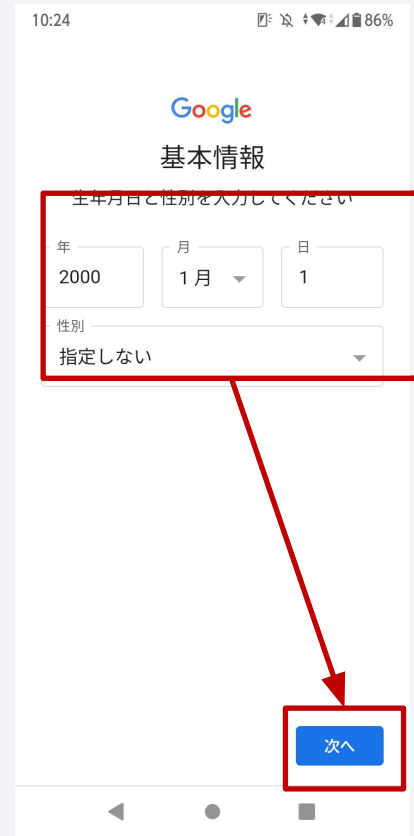 10:24
86%
Google
基本情報
生年月日と性別を入力してください
年
月
日
2000
1月
1
性別
指定しない
次へ